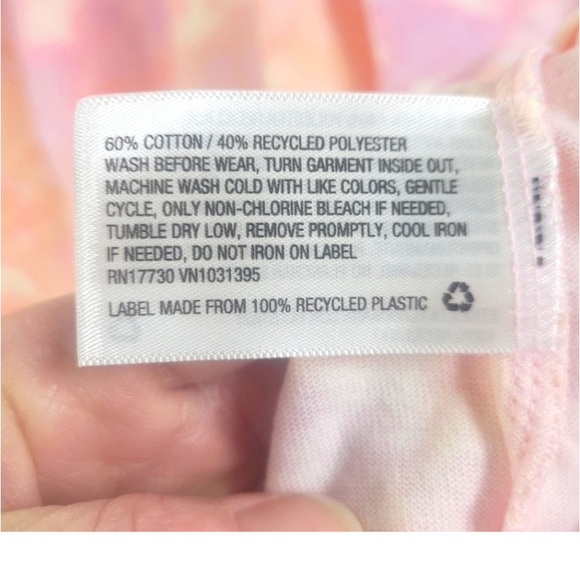 60% COTTON / 40% RECYCLED POLYESTER
WASH BEFORE WEAR, TURN GARMENT INSIDE OUT,
MACHINE WASH COLD WITH LIKE COLORS, GENTLE
CYCLE, ONLY NON-CHLORINE BLEACH IF NEEDED,
TUMBLE DRY LOW, REMOVE PROMPTLY, COOL IRON
IF NEEDED, DO NOT IRON ON LABEL
RN17730 VN1031395
LABEL MADE FROM 100% RECYCLED PLASTIC